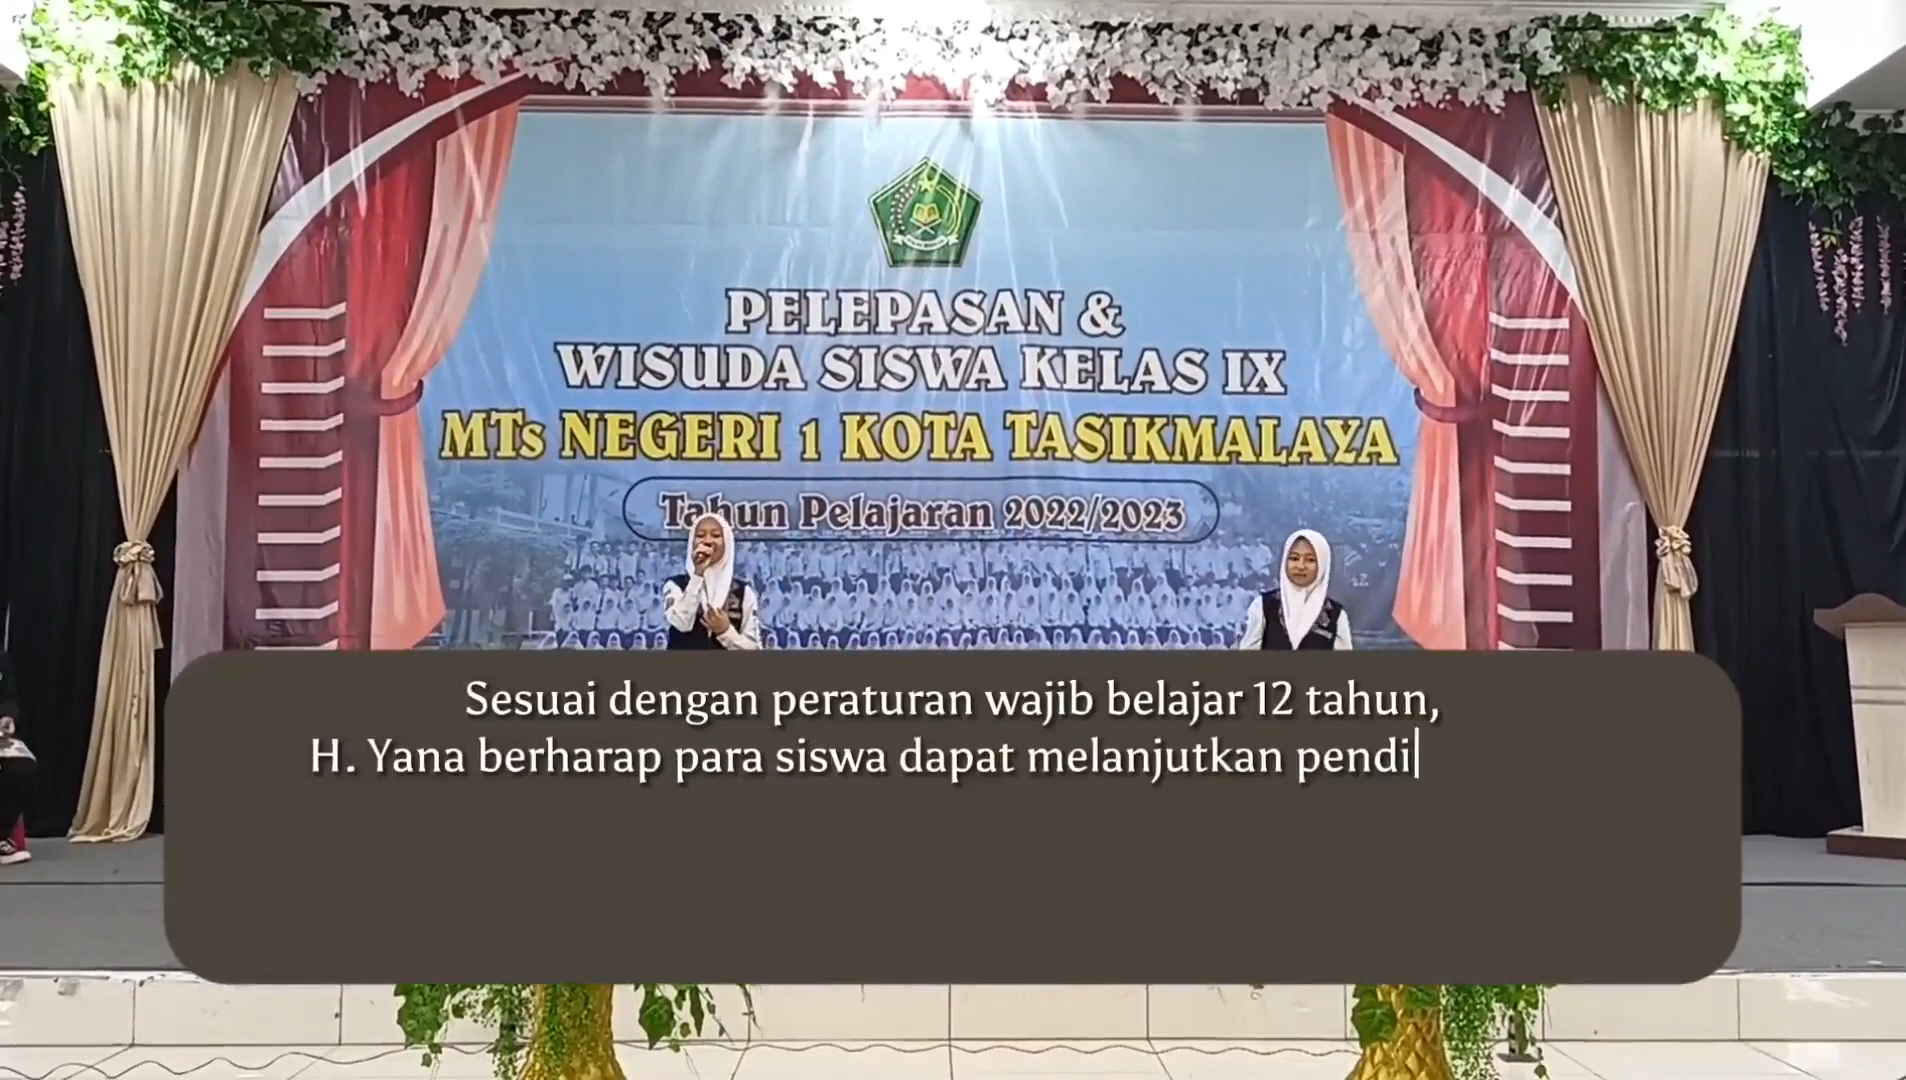 PELEPASAN &
WISUDA SISWA KELAS IX
MTs NEGERI 1 KOTA TASIKMALAYA
Tahun Pelajaran 2022/2023
Sesuai dengan peraturan wajib belajar 12 tahun,
H. Yana berharap para siswa dapat melanjutkan pendi